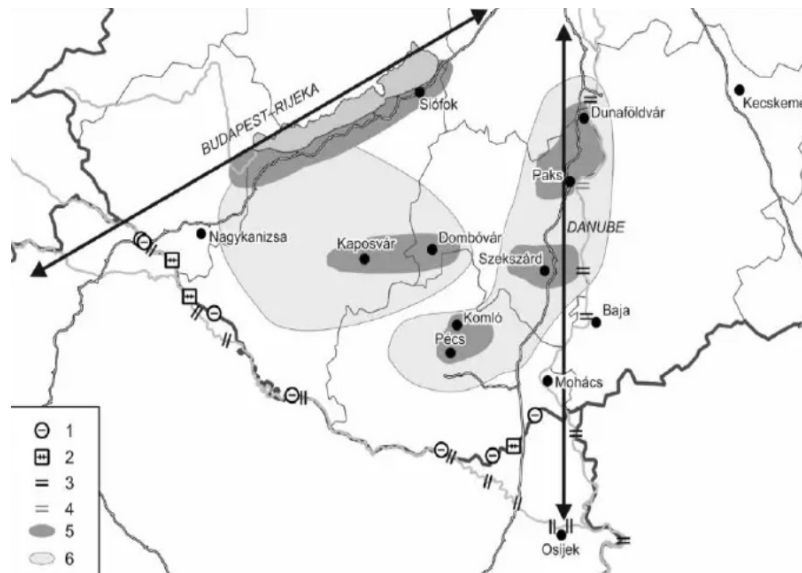 BUDAPEST–RIJEKA
Siófok
Dunaföldvár
Kecskemé
Paks
Nagykanizsa
Kaposvár
Dombóvár
DANUBE
Szekszárd
Komló
Pécs
Baja
Mohács
Osijek
1
2
3
4
5
6